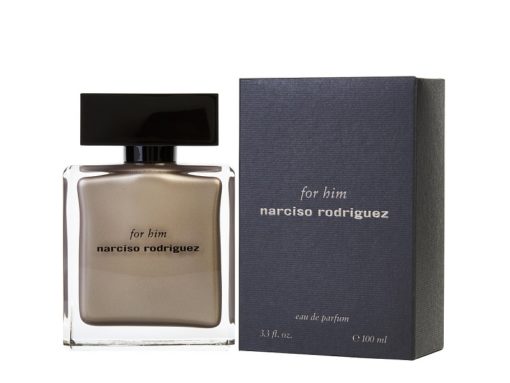 for him
narciso rodriguez
for him
narciso rodriguez
eau de parfum
3.3 fl. oz. e 100 ml